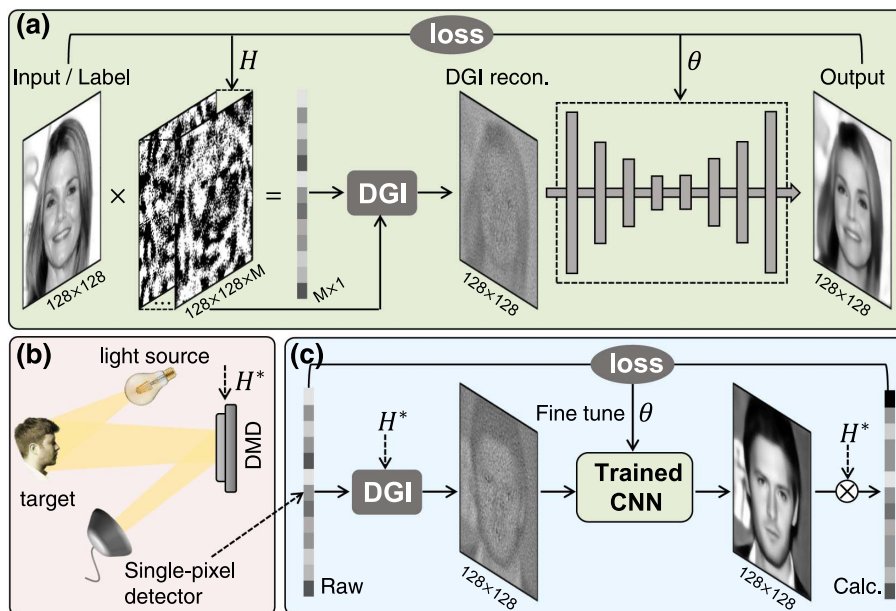 (a)
loss
Input / Label
H
DGI recon.
θ
Output
×
=
DGI
128×128
...
128×128×M
M×1
128×128
128×128
(b)
light source
H*
DMD
target
Single-pixel
detector
(c)
loss
Fine tune
θ
H*
DGI
Trained
CNN
H*
Raw
128×128
128×128
Calc.